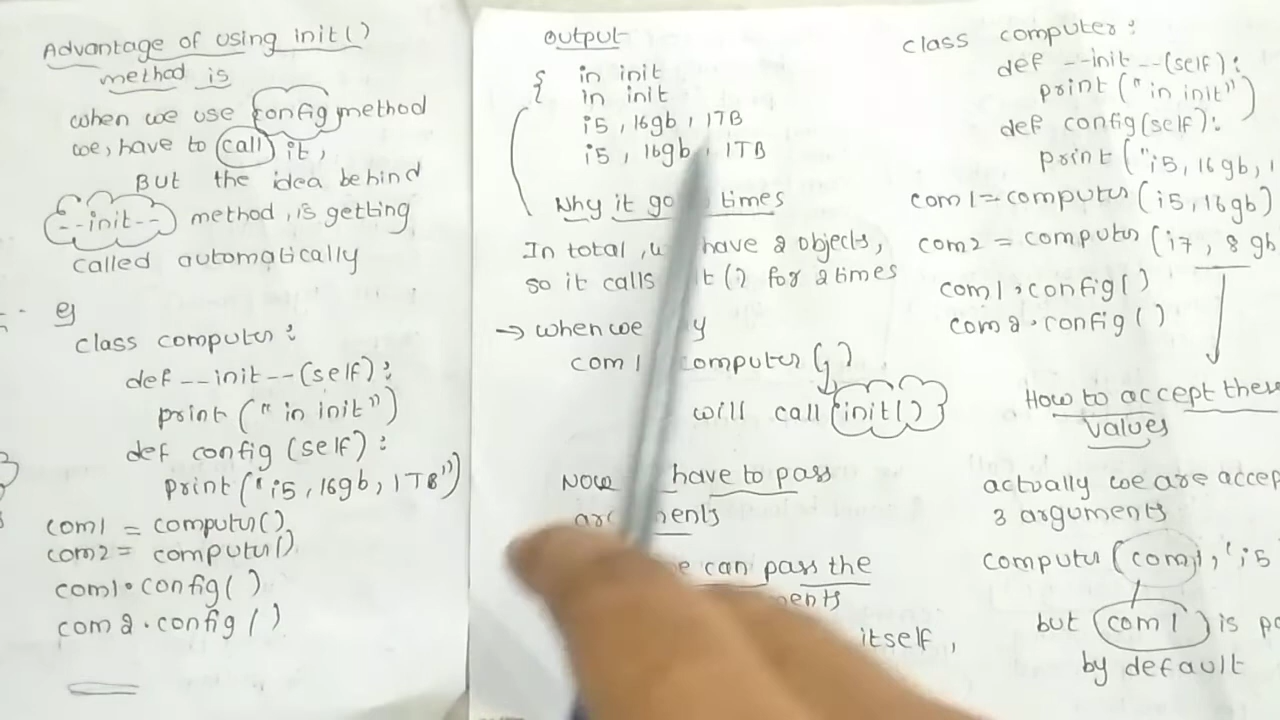 Advantage of using init()
method is
when we use config method
we, have to call it,
But the idea behind
--init-- method, is getting
called automatically
eg
class computer:
def --init--(self):
print("in init")
def config (self):
print("i5, 16gb, 1TB")
com1 = computer()
com2 = computer()
com1.config( )
com2.config( )
output
in init
in init
i5, 16gb, 1TB
i5, 16gb, 1TB
Why it go times
In total, have 2 objects,
so it calls for 2 times
→ when we
com1 computer( )
will call init()
Now have to pass
can pass the
itself,
class computer:
def --init--(self):
print("in init")
def config(self):
print("i5, 16gb,
com1=computer(i5,16gb)
com2 = computer(i7, 8gb
com1.config( )
com2.config( )
How to accept
values
actually we are
3 arguments
computer(com1,'i5
but com1 is
by default